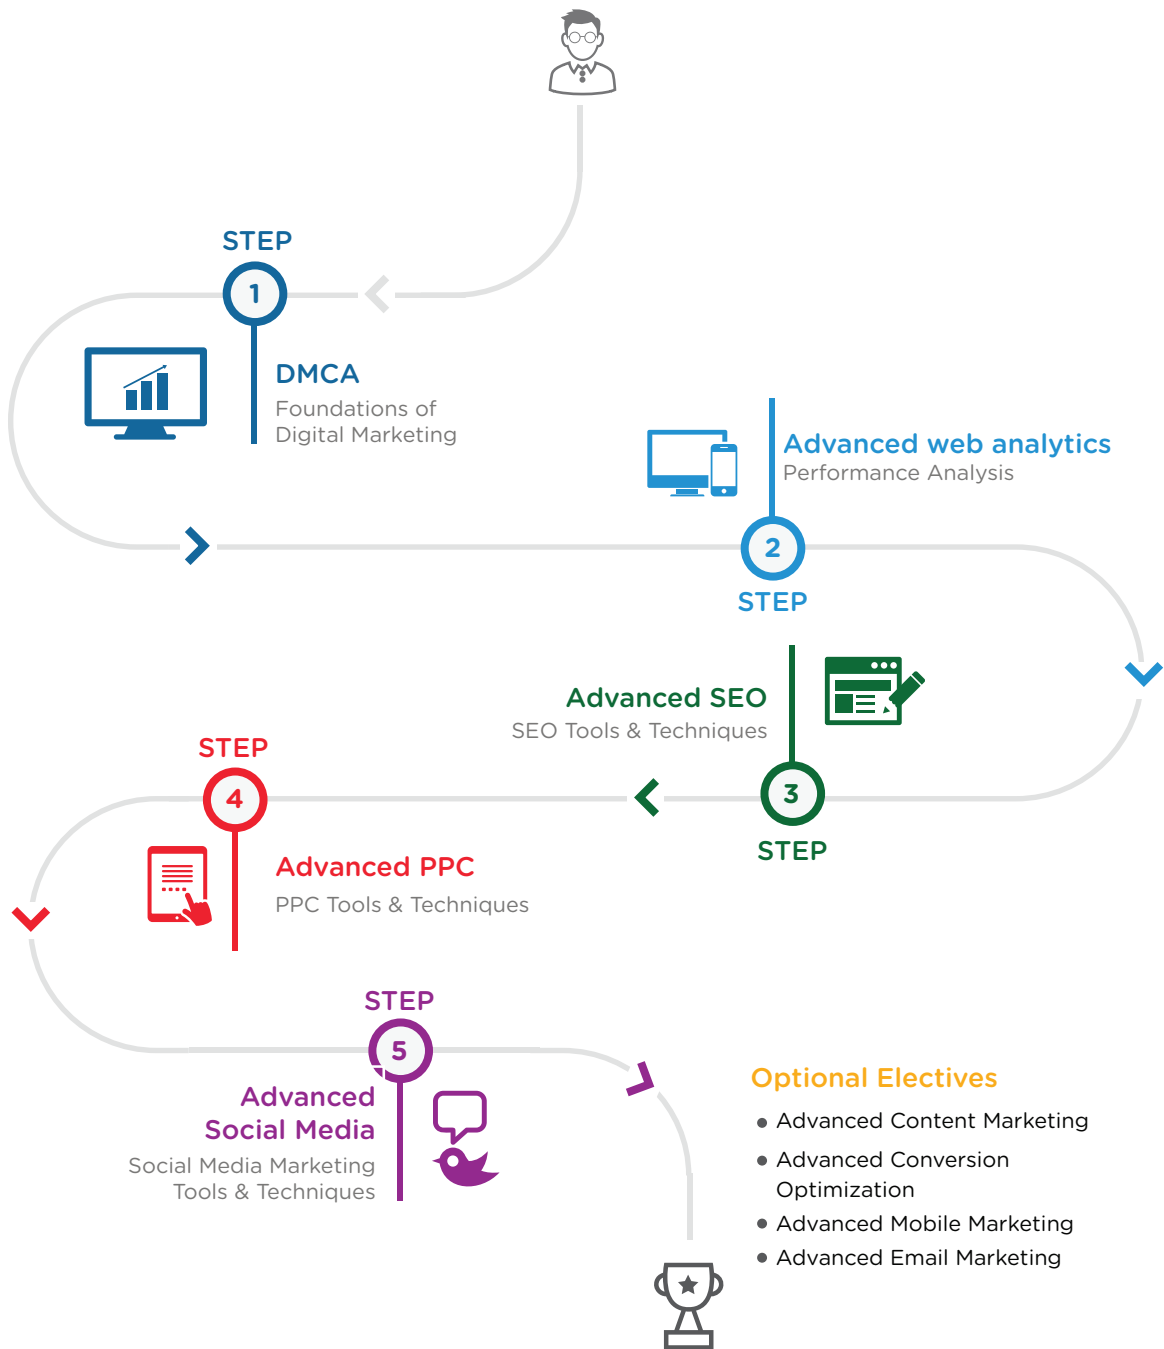 STEP
1
DMCA
Foundations of
Digital Marketing
Advanced web analytics
Performance Analysis
2
STEP
Advanced SEO
SEO Tools & Techniques
3
STEP
STEP
4
Advanced PPC
PPC Tools & Techniques
STEP
5
Advanced
Social Media
Social Media Marketing
Tools & Techniques
Optional Electives
• Advanced Content Marketing
• Advanced Conversion
Optimization
• Advanced Mobile Marketing
• Advanced Email Marketing